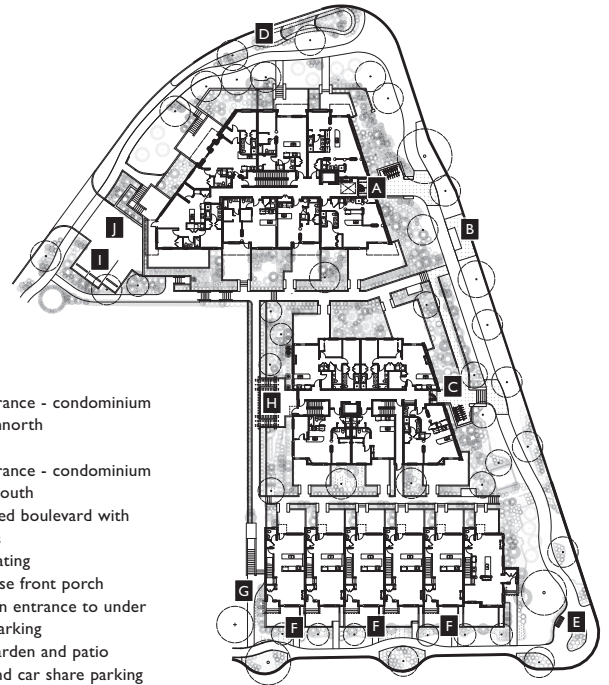 D
A
B
J
I
rance - condominium
nnorth
C
H
rance - condominium
outh
ed boulevard with
ating
se front porch
n entrance to under
arking
G
F
F
F
E
arden and patio
nd car share parking